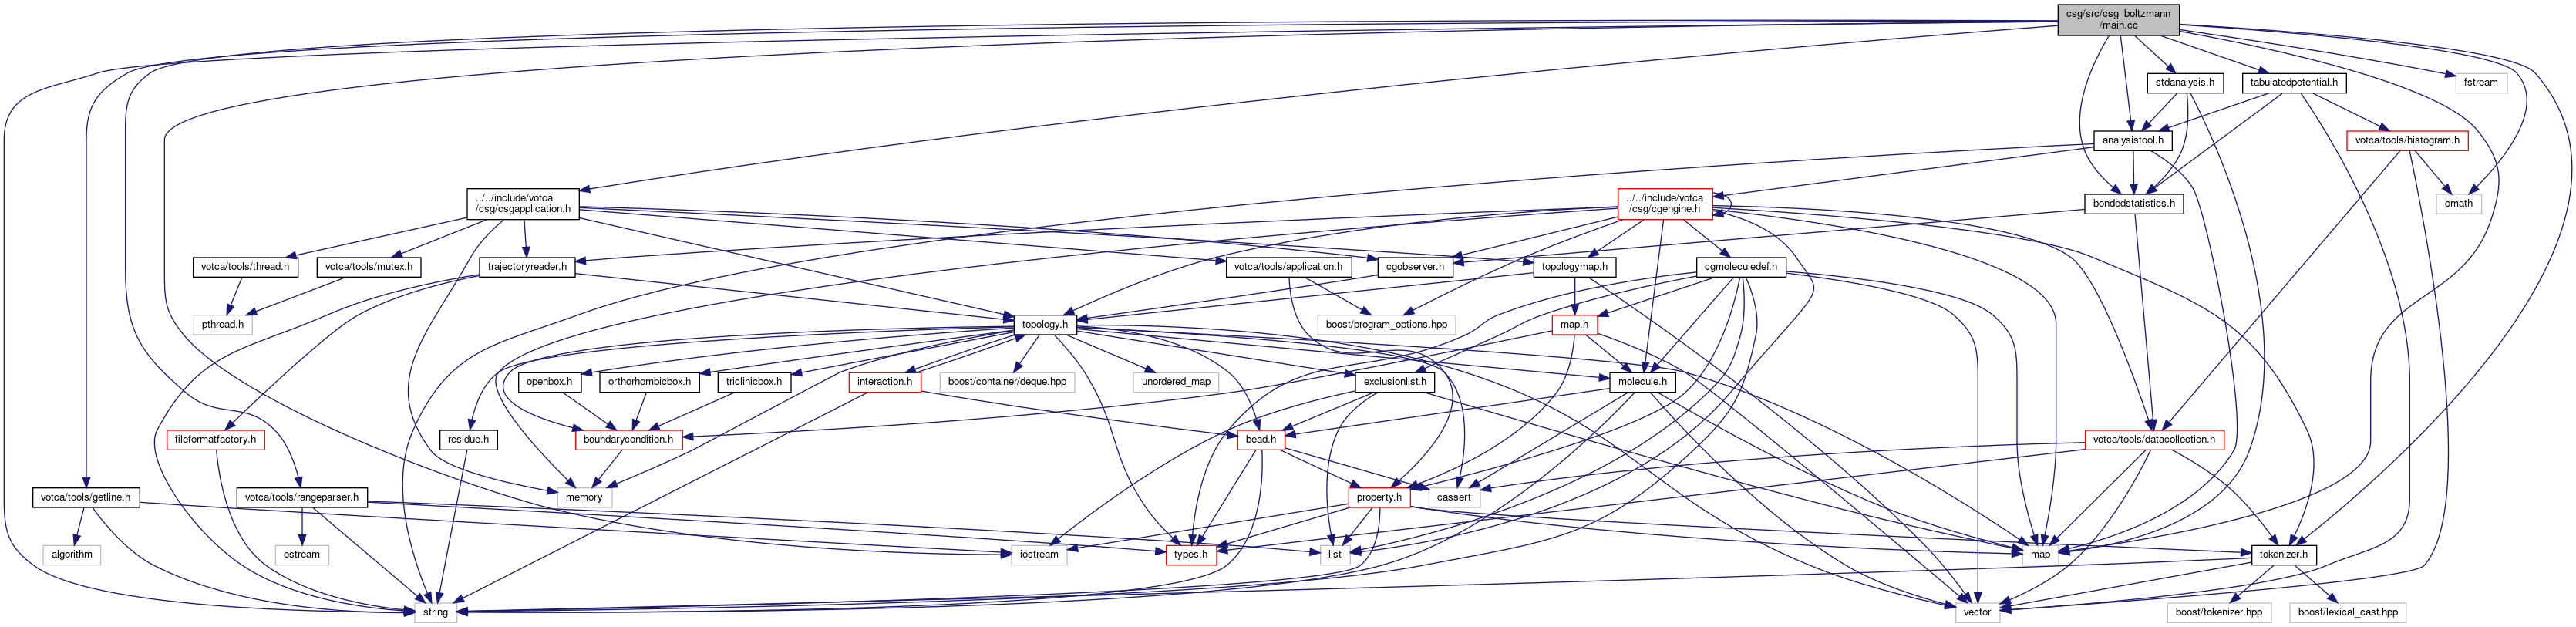 csg/src/csg_boltzmann
/main.cc
stdanalysis.h
tabulatedpotential.h
fstream
analysistool.h
votca/tools/histogram.h
../../include/votca
/csg/csgapplication.h
../../include/votca
/csg/cgengine.h
bondedstatistics.h
cmath
votca/tools/thread.h
votca/tools/mutex.h
trajectoryreader.h
votca/tools/application.h
cgobserver.h
topologymap.h
cgmoleculedef.h
pthread.h
topology.h
boost/program_options.hpp
map.h
openbox.h
orthorhombicbox.h
triclinicbox.h
interaction.h
boost/container/deque.hpp
unordered_map
exclusionlist.h
molecule.h
fileformatfactory.h
residue.h
boundarycondition.h
bead.h
votca/tools/datacollection.h
votca/tools/getline.h
votca/tools/rangeparser.h
memory
property.h
cassert
algorithm
ostream
iostream
types.h
list
map
tokenizer.h
string
vector
boost/tokenizer.hpp
boost/lexical_cast.hpp